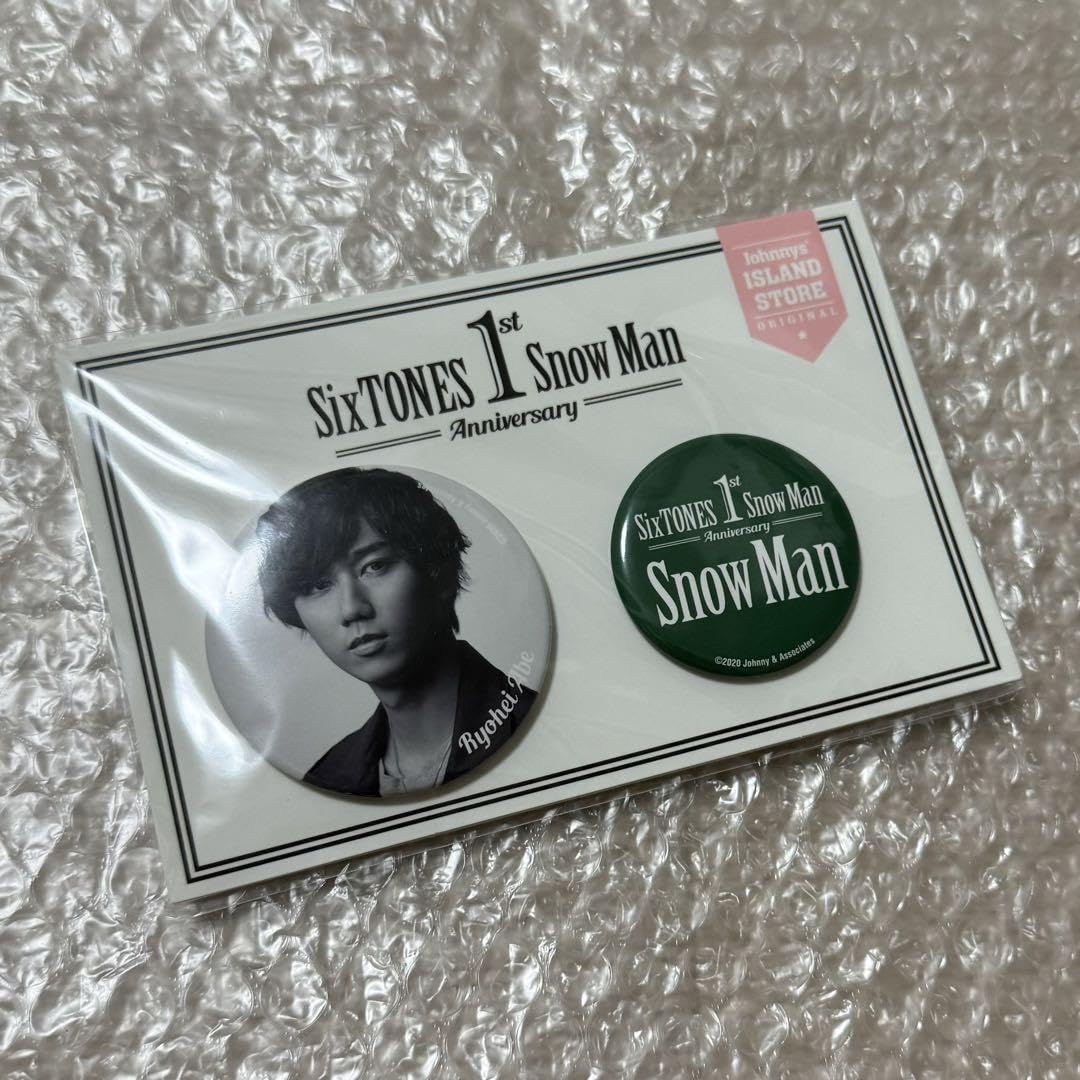 Johnnys'
ISLAND
STORE
ORIGINAL
SixTONES 1st Snow Man
Anniversary
Ryohei Abe
SixTONES 1st Snow Man
Anniversary
Snow Man
©2020 Johnny & Associates